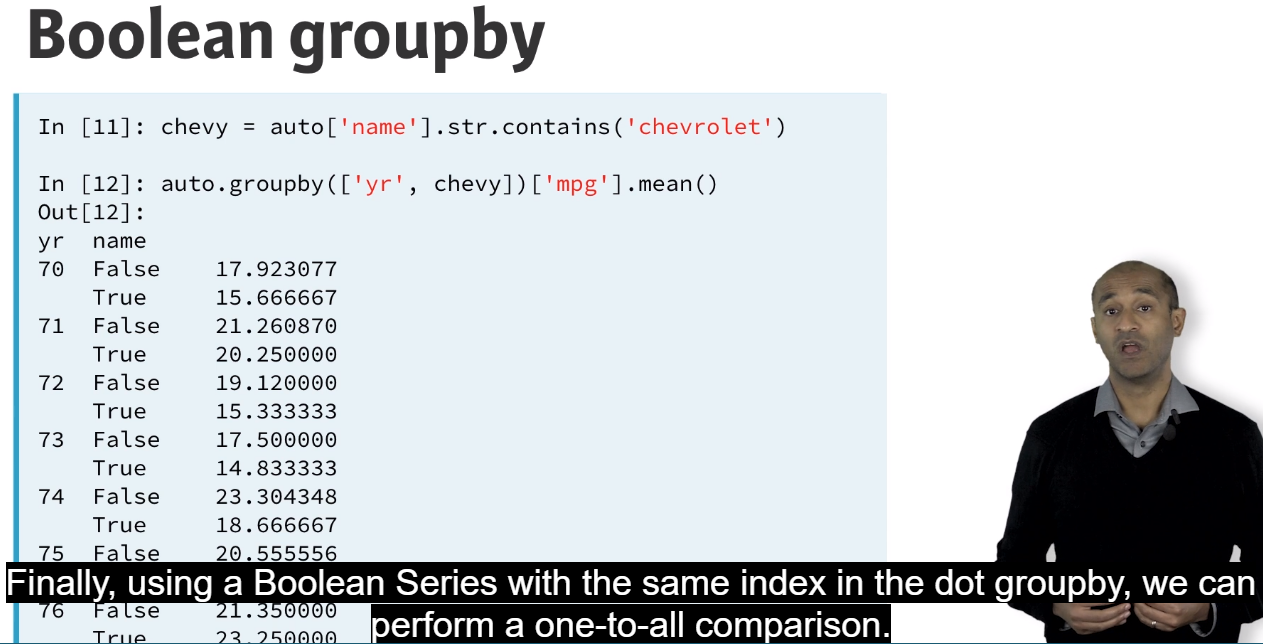 Boolean groupby
In [11]: chevy = auto['name'].str.contains('chevrolet')
In [12]: auto.groupby(['yr', chevy])['mpg'].mean()
Out[12]:
yr  name
70  False    17.923077
    True     15.666667
71  False    21.260870
    True     20.250000
72  False    19.120000
    True     15.333333
73  False    17.500000
    True     14.833333
74  False    23.304348
    True     18.666667
75  False    20.555556
Finally, using a Boolean Series with the same index in the dot groupby, we can
76  False    21.350000
perform a one-to-all comparison.
    True     23.250000